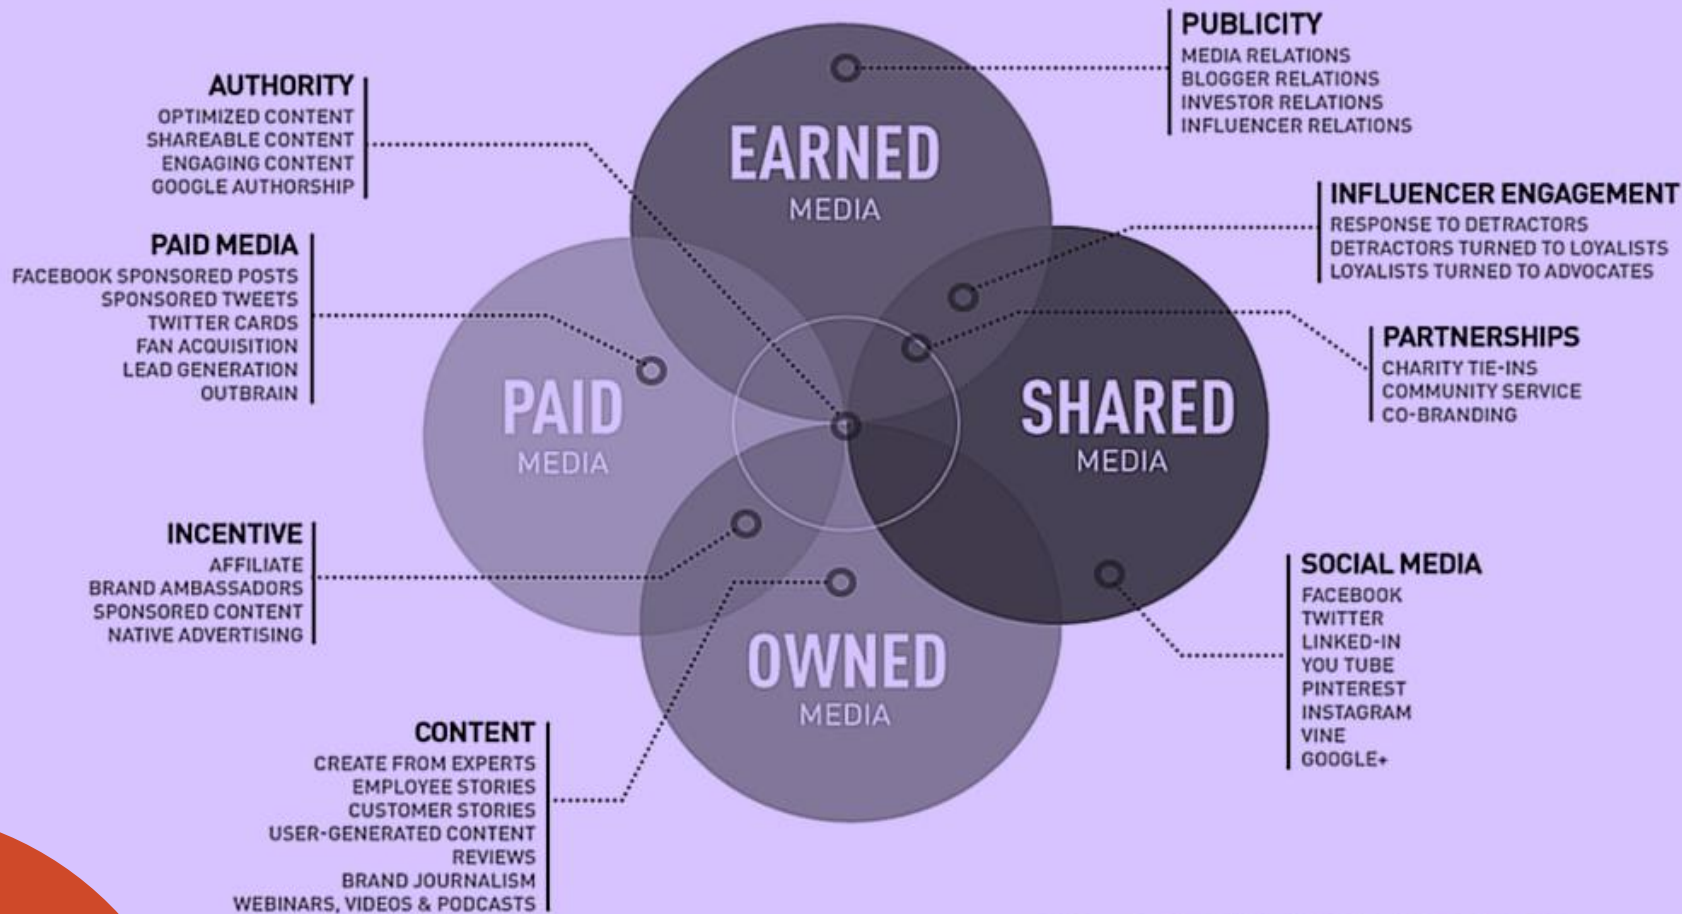 PUBLICITY
MEDIA RELATIONS
BLOGGER RELATIONS
INVESTOR RELATIONS
INFLUENCER RELATIONS
AUTHORITY
OPTIMIZED CONTENT
SHAREABLE CONTENT
ENGAGING CONTENT
GOOGLE AUTHORSHIP
EARNED
MEDIA
INFLUENCER ENGAGEMENT
RESPONSE TO DETRACTORS
DETRACTORS TURNED TO LOYALISTS
LOYALISTS TURNED TO ADVOCATES
PAID MEDIA
FACEBOOK SPONSORED POSTS
SPONSORED TWEETS
TWITTER CARDS
FAN ACQUISITION
LEAD GENERATION
OUTBRAIN
PARTNERSHIPS
CHARITY TIE-INS
COMMUNITY SERVICE
CO-BRANDING
PAID
MEDIA
SHARED
MEDIA
INCENTIVE
AFFILIATE
BRAND AMBASSADORS
SPONSORED CONTENT
NATIVE ADVERTISING
SOCIAL MEDIA
FACEBOOK
TWITTER
LINKED-IN
YOU TUBE
PINTEREST
INSTAGRAM
VINE
GOOGLE+
OWNED
MEDIA
CONTENT
CREATE FROM EXPERTS
EMPLOYEE STORIES
CUSTOMER STORIES
USER-GENERATED CONTENT
REVIEWS
BRAND JOURNALISM
WEBINARS, VIDEOS & PODCASTS